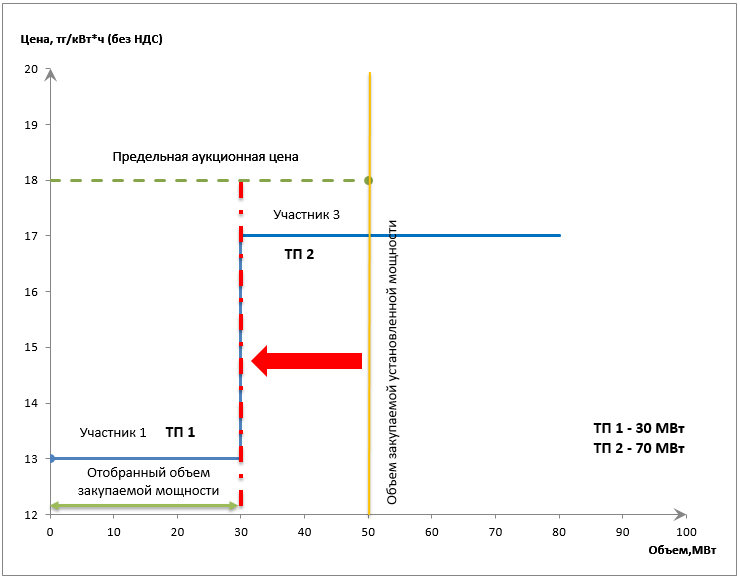 Цена, тг/кВт*ч (без НДС)
20
19
Предельная аукционная цена
18
Участник 3
17
ТП 2
16
15
14
Объем закупаемой установленной мощности
Участник 1 ТП 1
ТП 1 - 30 МВт
ТП 2 - 70 МВт
13
Отобранный объем
закупаемой мощности
12
0 10 20 30 40 50 60 70 80 90 100
Объем,МВт